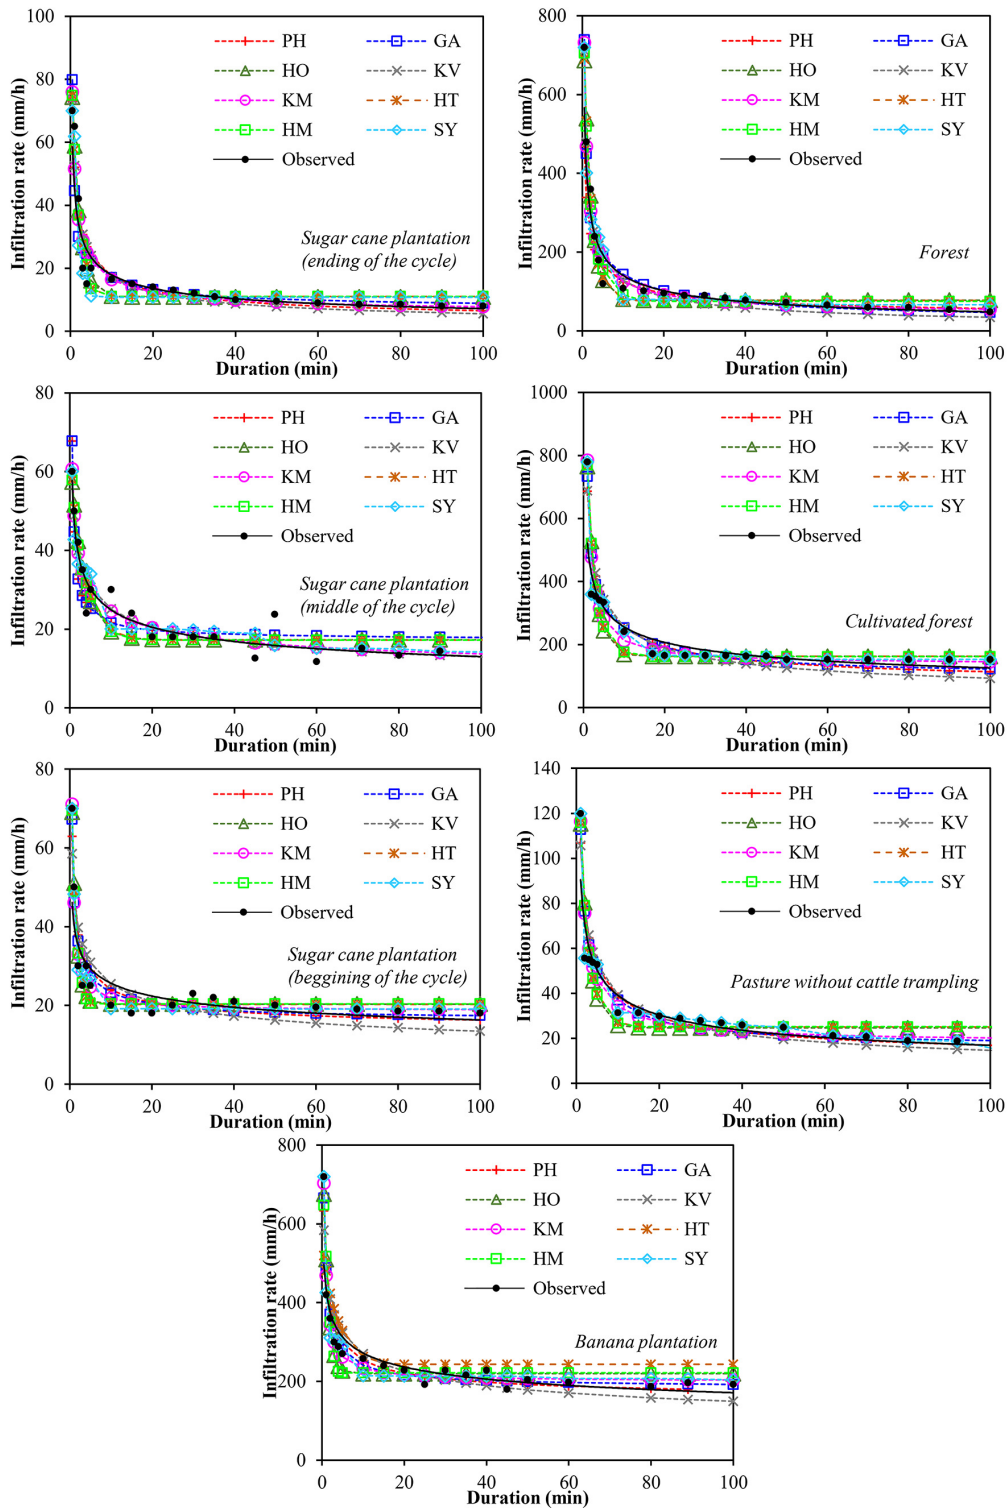 100
80
60
40
20
0
Infiltration rate (mm/h)
PH
GA
HO
KV
KM
HT
HM
SY
Observed
Sugar cane plantation
(ending of the cycle)
0 20 40 60 80 100
Duration (min)
800
600
400
200
0
Infiltration rate (mm/h)
PH
GA
HO
KV
KM
HT
HM
SY
Observed
Forest
0 20 40 60 80 100
Duration (min)
80
60
40
20
0
Infiltration rate (mm/h)
PH
GA
HO
KV
KM
HT
HM
SY
Observed
Sugar cane plantation
(middle of the cycle)
0 20 40 60 80 100
Duration (min)
1000
800
600
400
200
0
Infiltration rate (mm/h)
PH
GA
HO
KV
KM
HT
HM
SY
Observed
Cultivated forest
0 20 40 60 80 100
Duration (min)
80
60
40
20
0
Infiltration rate (mm/h)
PH
GA
HO
KV
KM
HT
HM
SY
Observed
Sugar cane plantation
(beggining of the cycle)
0 20 40 60 80 100
Duration (min)
140
120
100
80
60
40
20
0
Infiltration rate (mm/h)
PH
GA
HO
KV
KM
HT
HM
SY
Observed
Pasture without cattle trampling
0 20 40 60 80 100
Duration (min)
800
600
400
200
0
Infiltration rate (mm/h)
PH
GA
HO
KV
KM
HT
HM
SY
Observed
Banana plantation
0 20 40 60 80 100
Duration (min)